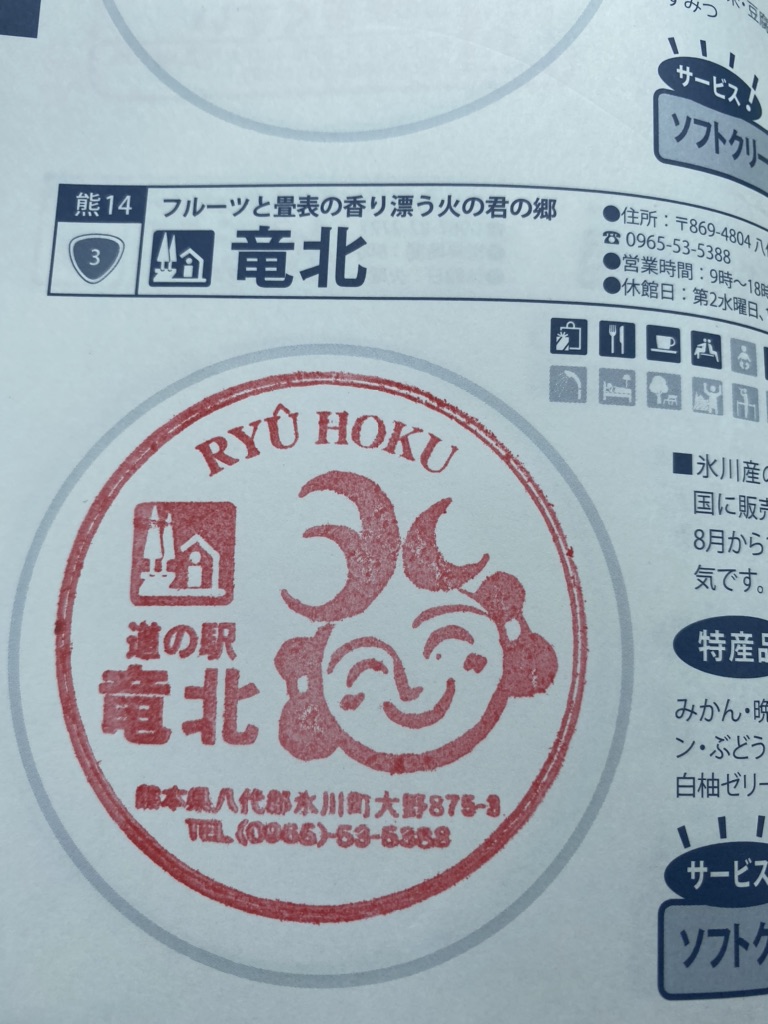 すみつ
サービス!
ソフトクリー
熊14
3
フルーツと畳表の香り漂う火の君の郷
竜北
●住所：〒869-4804 八
☎ 0965-53-5388
●営業時間：9時〜18時
●休館日：第2水曜日、
RYÛ HOKU
道の駅
竜北
熊本県八代郡氷川町大野875-3
TEL(0965)-53-5388
■氷川産の
国に販売
8月から
気です。
特産品
みかん・晩
ン・ぶどう
白柚ゼリー
サービス
ソフトク